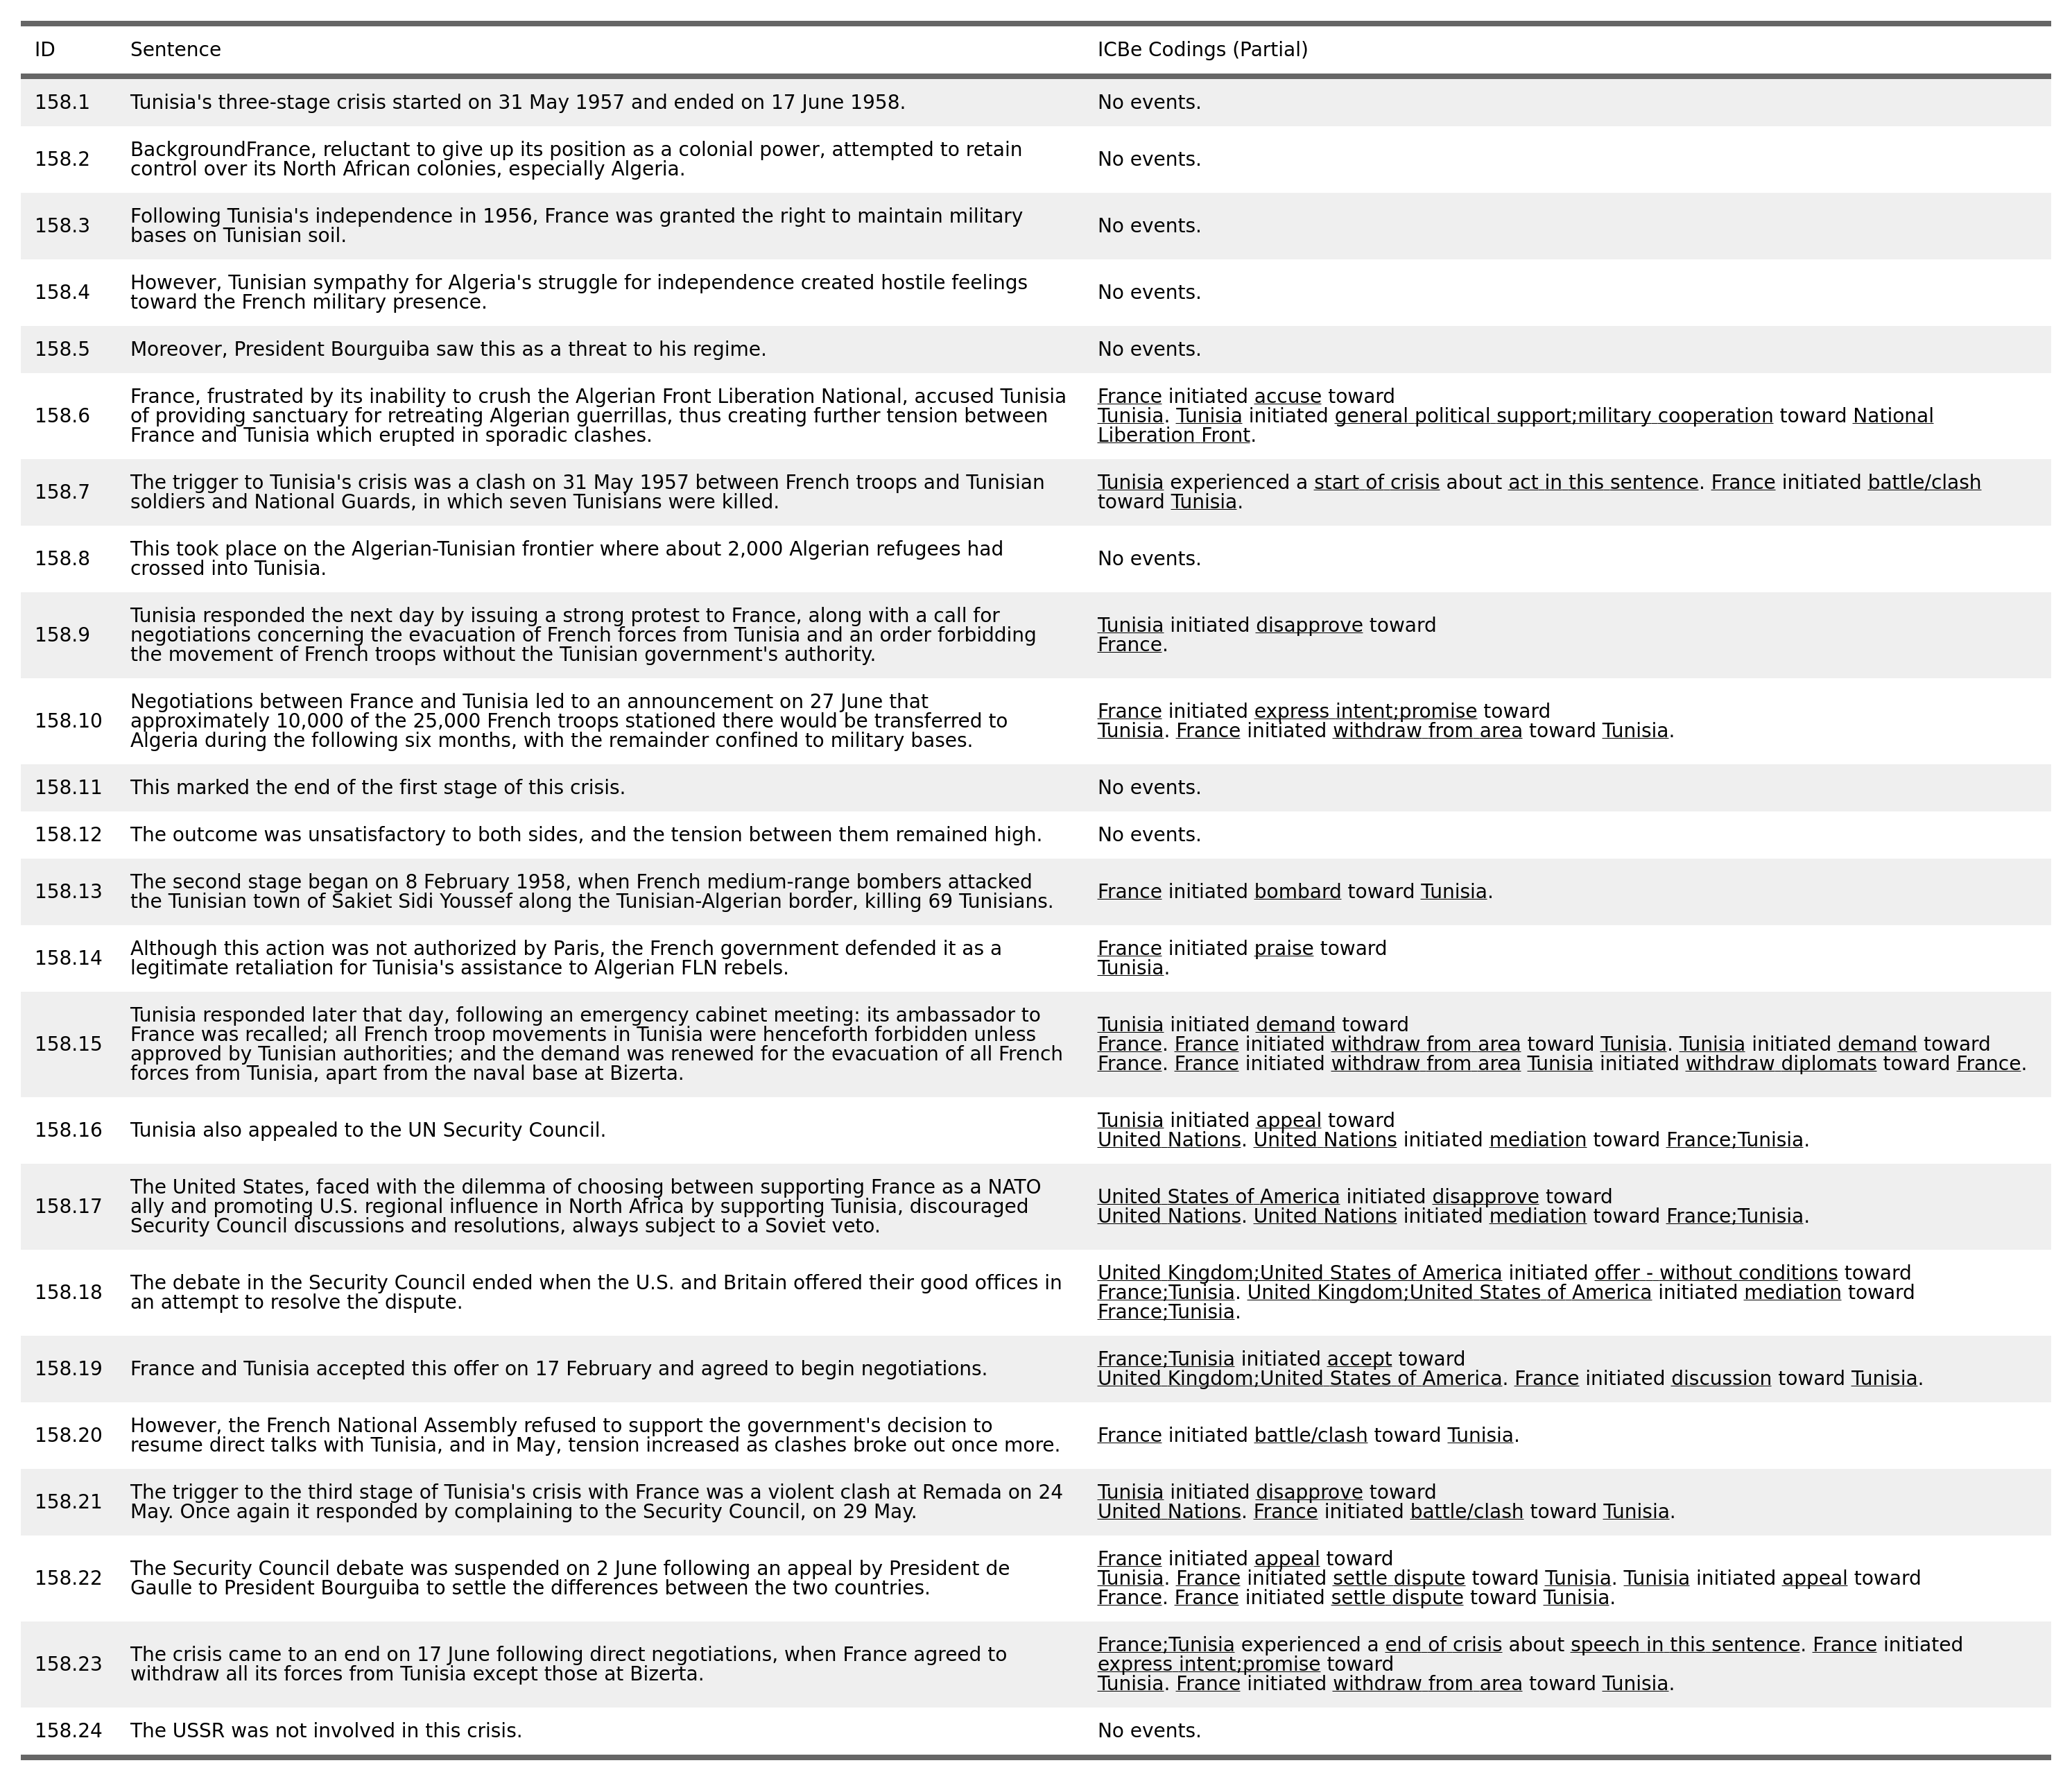 ID Sentence ICBe Codings (Partial)
158.1 Tunisia's three-stage crisis started on 31 May 1957 and ended on 17 June 1958. No events.
158.2 BackgroundFrance, reluctant to give up its position as a colonial power, attempted to retain
control over its North African colonies, especially Algeria. No events.
158.3 Following Tunisia's independence in 1956, France was granted the right to maintain military
bases on Tunisian soil. No events.
158.4 However, Tunisian sympathy for Algeria's struggle for independence created hostile feelings
toward the French military presence. No events.
158.5 Moreover, President Bourguiba saw this as a threat to his regime. No events.
158.6 France, frustrated by its inability to crush the Algerian Front Liberation National, accused Tunisia
of providing sanctuary for retreating Algerian guerrillas, thus creating further tension between
France and Tunisia which erupted in sporadic clashes.
France initiated accuse toward
Tunisia. Tunisia initiated general political support;military cooperation toward National
Liberation Front.
158.7 The trigger to Tunisia's crisis was a clash on 31 May 1957 between French troops and Tunisian
soldiers and National Guards, in which seven Tunisians were killed.
Tunisia experienced a start of crisis about act in this sentence. France initiated battle/clash
toward Tunisia.
158.8 This took place on the Algerian-Tunisian frontier where about 2,000 Algerian refugees had
crossed into Tunisia. No events.
158.9 Tunisia responded the next day by issuing a strong protest to France, along with a call for
negotiations concerning the evacuation of French forces from Tunisia and an order forbidding
the movement of French troops without the Tunisian government's authority.
Tunisia initiated disapprove toward
France.
158.10 Negotiations between France and Tunisia led to an announcement on 27 June that
approximately 10,000 of the 25,000 French troops stationed there would be transferred to
Algeria during the following six months, with the remainder confined to military bases.
France initiated express intent;promise toward
Tunisia. France initiated withdraw from area toward Tunisia.
158.11 This marked the end of the first stage of this crisis. No events.
158.12 The outcome was unsatisfactory to both sides, and the tension between them remained high. No events.
158.13 The second stage began on 8 February 1958, when French medium-range bombers attacked
the Tunisian town of Sakiet Sidi Youssef along the Tunisian-Algerian border, killing 69 Tunisians.
France initiated bombard toward Tunisia.
158.14 Although this action was not authorized by Paris, the French government defended it as a
legitimate retaliation for Tunisia's assistance to Algerian FLN rebels.
France initiated praise toward
Tunisia.
158.15 Tunisia responded later that day, following an emergency cabinet meeting: its ambassador to
France was recalled; all French troop movements in Tunisia were henceforth forbidden unless
approved by Tunisian authorities; and the demand was renewed for the evacuation of all French
forces from Tunisia, apart from the naval base at Bizerta.
Tunisia initiated demand toward
France. France initiated withdraw from area toward Tunisia. Tunisia initiated demand toward
France. France initiated withdraw from area Tunisia initiated withdraw diplomats toward France.
158.16 Tunisia also appealed to the UN Security Council.
Tunisia initiated appeal toward
United Nations. United Nations initiated mediation toward France;Tunisia.
158.17 The United States, faced with the dilemma of choosing between supporting France as a NATO
ally and promoting U.S. regional influence in North Africa by supporting Tunisia, discouraged
Security Council discussions and resolutions, always subject to a Soviet veto.
United States of America initiated disapprove toward
United Nations. United Nations initiated mediation toward France;Tunisia.
158.18 The debate in the Security Council ended when the U.S. and Britain offered their good offices in
an attempt to resolve the dispute.
United Kingdom;United States of America initiated offer - without conditions toward
France;Tunisia. United Kingdom;United States of America initiated mediation toward
France;Tunisia.
158.19 France and Tunisia accepted this offer on 17 February and agreed to begin negotiations.
France;Tunisia initiated accept toward
United Kingdom;United States of America. France initiated discussion toward Tunisia.
158.20 However, the French National Assembly refused to support the government's decision to
resume direct talks with Tunisia, and in May, tension increased as clashes broke out once more.
France initiated battle/clash toward Tunisia.
158.21 The trigger to the third stage of Tunisia's crisis with France was a violent clash at Remada on 24
May. Once again it responded by complaining to the Security Council, on 29 May.
Tunisia initiated disapprove toward
United Nations. France initiated battle/clash toward Tunisia.
158.22 The Security Council debate was suspended on 2 June following an appeal by President de
Gaulle to President Bourguiba to settle the differences between the two countries.
France initiated appeal toward
Tunisia. France initiated settle dispute toward Tunisia. Tunisia initiated appeal toward
France. France initiated settle dispute toward Tunisia.
158.23 The crisis came to an end on 17 June following direct negotiations, when France agreed to
withdraw all its forces from Tunisia except those at Bizerta.
France;Tunisia experienced a end of crisis about speech in this sentence. France initiated
express intent;promise toward
Tunisia. France initiated withdraw from area toward Tunisia.
158.24 The USSR was not involved in this crisis. No events.